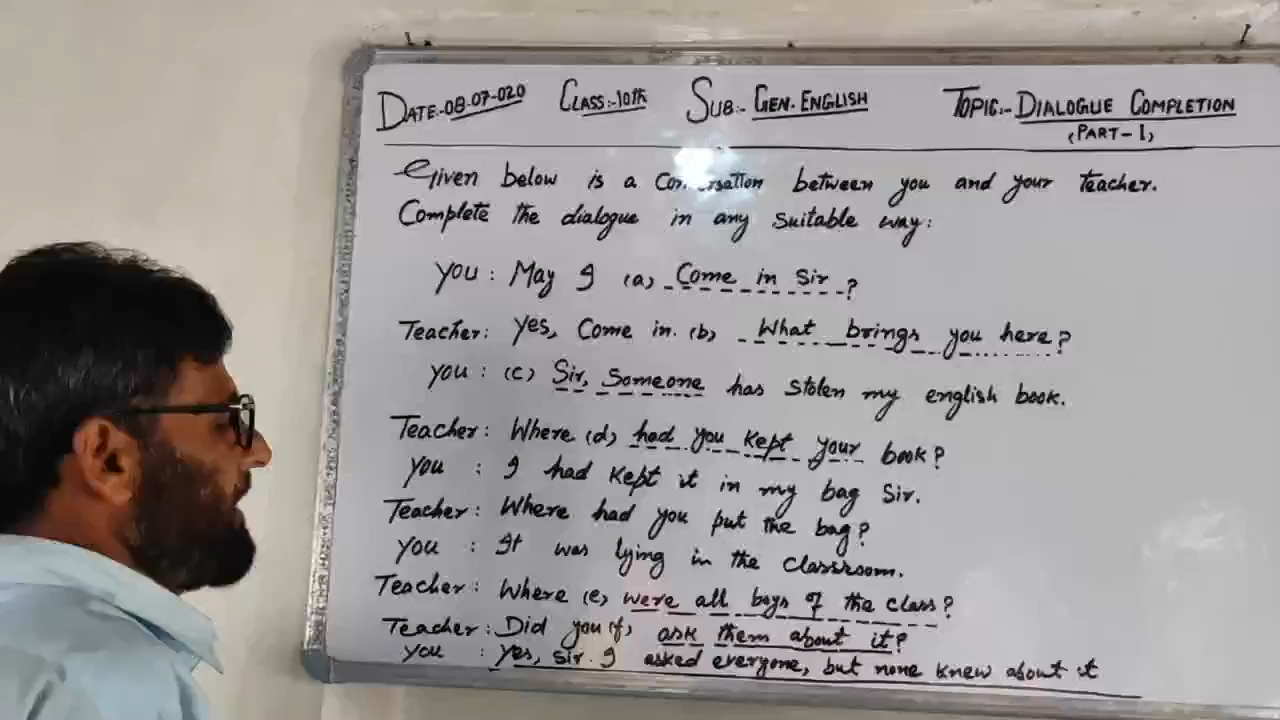 DATE:-08-07-020 CLASS:-10th SUB:- GEN. ENGLISH TOPIC:- DIALOGUE COMPLETION
(PART-1)
Given below is a between you and your teacher.
Complete the dialogue in any suitable way:
you : May I (a) Come in Sir ?
Teacher: yes, Come in. (b) What brings you here?
you : (c) Sir, Someone has stolen my english book.
Teacher: Where (d) had you kept your book?
you : I had kept it in my bag Sir.
Teacher: Where had you put the bag?
you : It was lying in the classroom.
Teacher: Where (e) were all boys of the class?
Teacher: Did you (f) ask them about it?
you : yes, sir. I asked everyone, but none knew about it